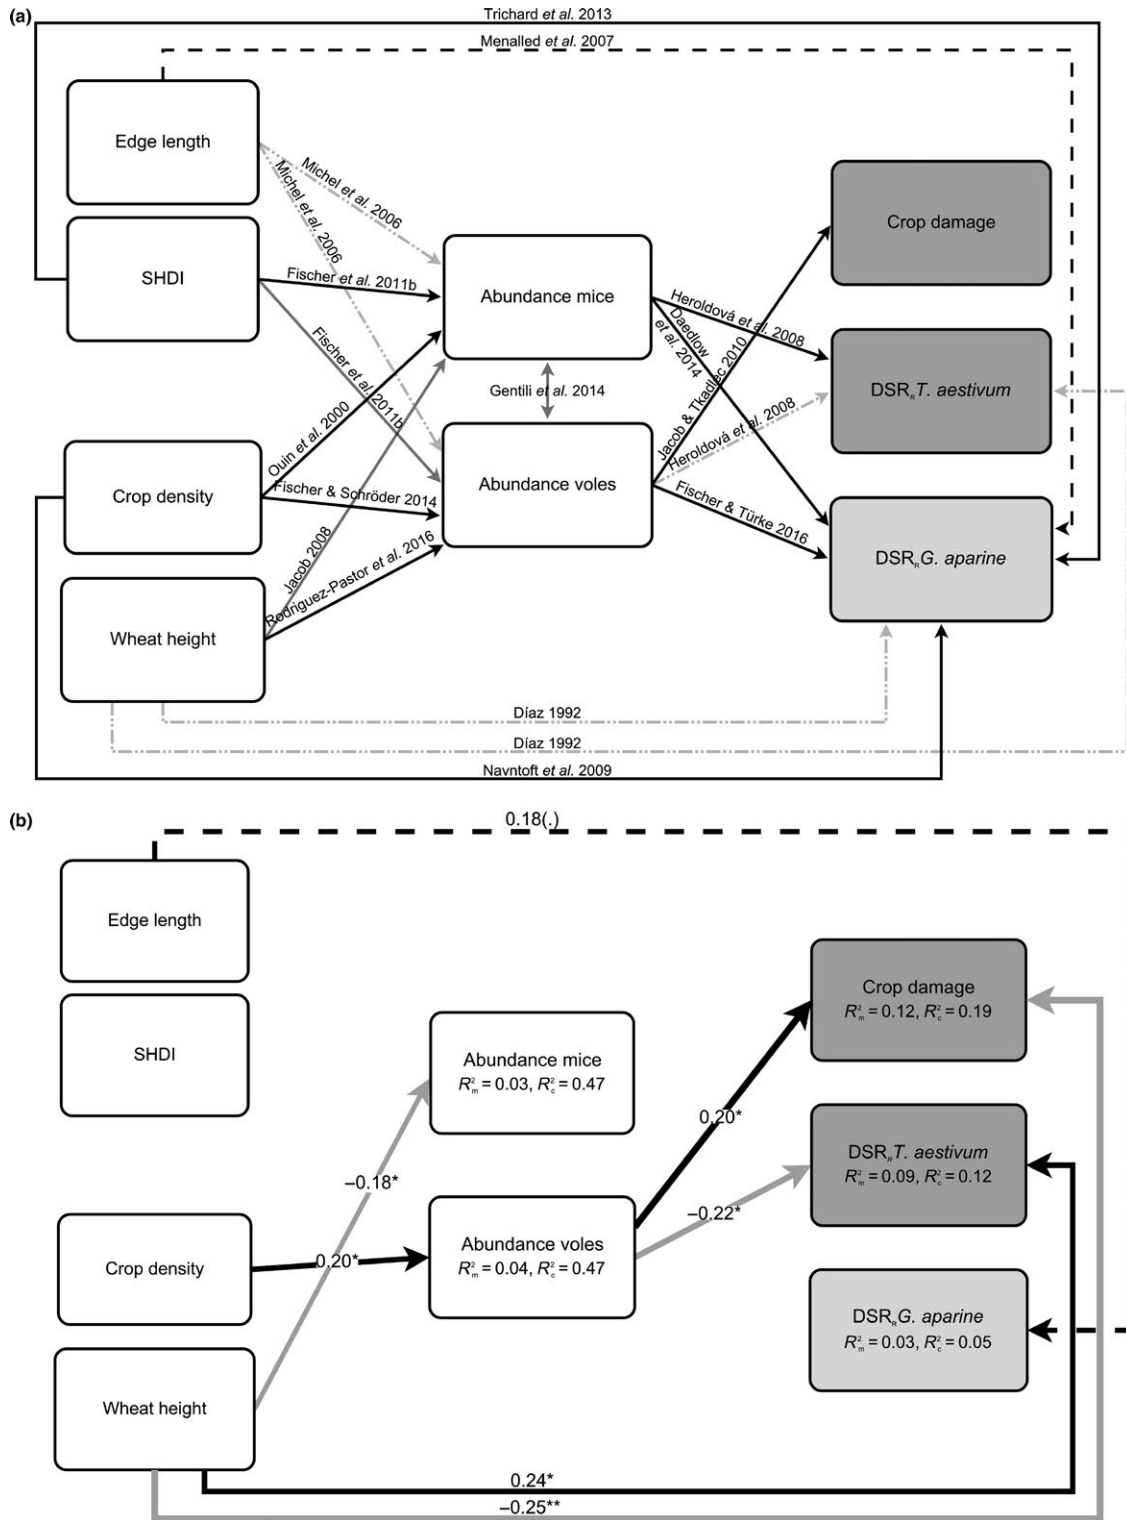 (a)
Trichard et al. 2013
Menalled et al. 2007
Edge length
Michel et al. 2006
Michel et al. 2006
SHDI
Fischer et al. 2011b
Fischer et al. 2011b
Abundance mice
Crop damage
Heroldová et al. 2008
Daedlow
et al. 2014
Jacob & Tkadlec 2010
DSRR T. aestivum
Gentili et al. 2014
Ouin et al. 2000
Heroldová et al. 2008
Crop density
Fischer & Schröder 2014
Abundance voles
Fischer & Türke 2016
Jacob 2008
Rodriguez-Pastor et al. 2016
DSRR G. aparine
Wheat height
Díaz 1992
Díaz 1992
Navntoft et al. 2009
(b)
0.18(.)
Edge length
Crop damage
R²m = 0.12, R²c = 0.19
SHDI
Abundance mice
R²m = 0.03, R²c = 0.47
0.20*
DSRR T. aestivum
R²m = 0.09, R²c = 0.12
–0.18*
–0.22*
Abundance voles
R²m = 0.04, R²c = 0.47
Crop density
0.20*
DSRR G. aparine
R²m = 0.03, R²c = 0.05
Wheat height
0.24*
–0.25**